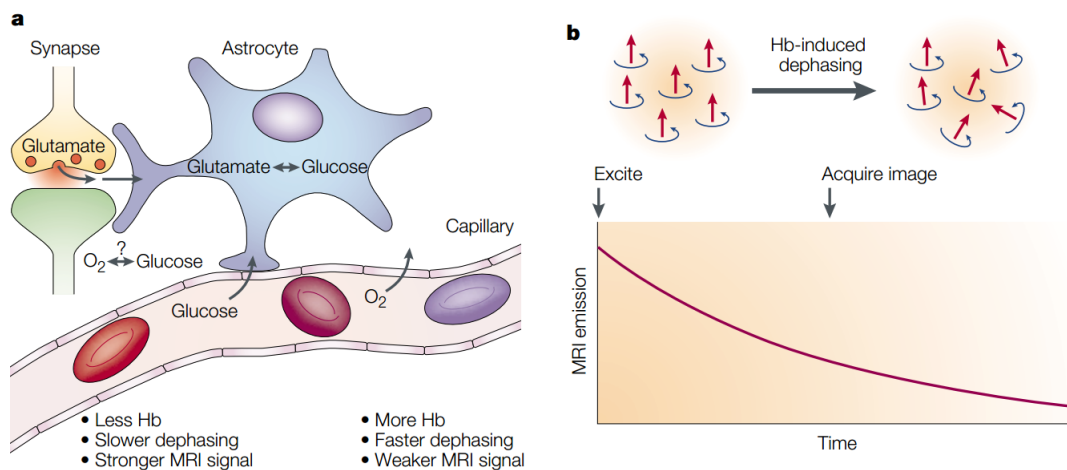 a
Synapse
Astrocyte
Glutamate
Glutamate Glucose
?
O2 Glucose
Capillary
Glucose
O2
• Less Hb
• Slower dephasing
• Stronger MRI signal
• More Hb
• Faster dephasing
• Weaker MRI signal
b
Hb-induced
dephasing
Excite
Acquire image
MRI emission
Time